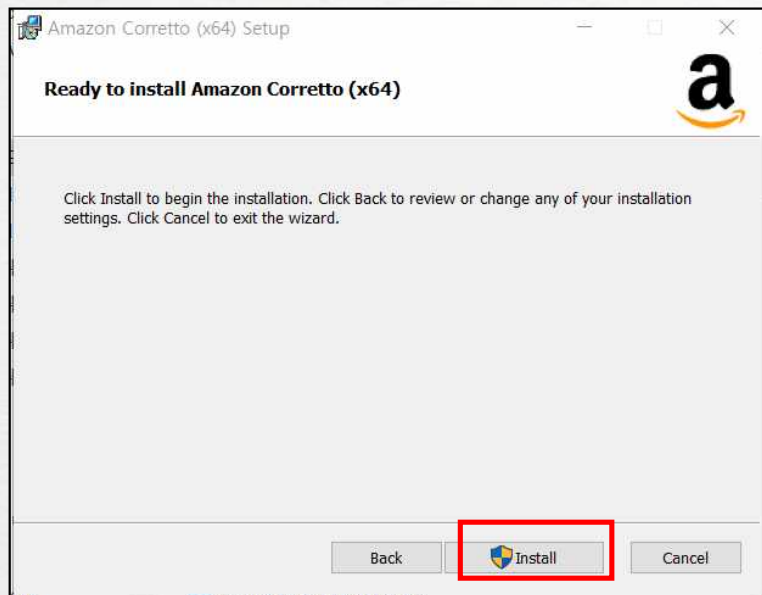 Amazon Corretto (x64) Setup
Ready to install Amazon Corretto (x64)
a
Click Install to begin the installation. Click Back to review or change any of your installation
settings. Click Cancel to exit the wizard.
Back Install Cancel